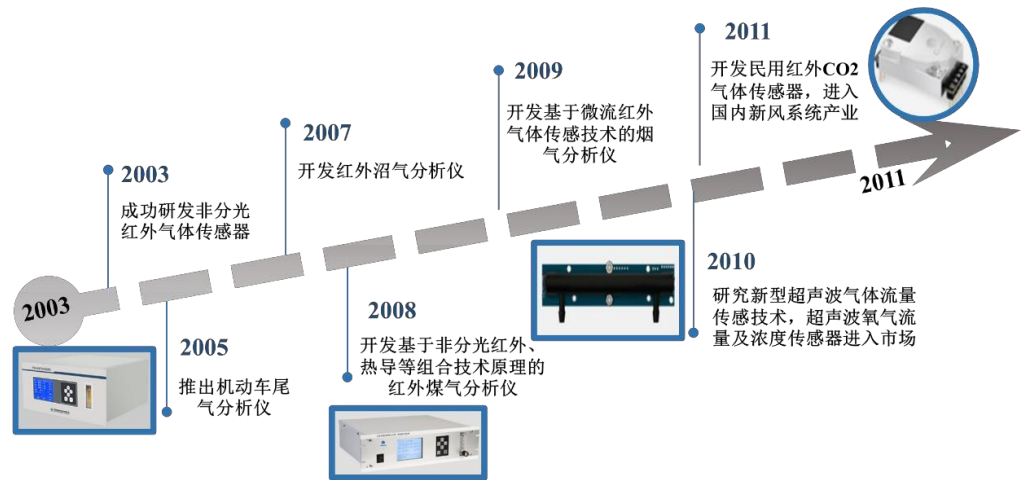 2003
2003
成功研发非分光
红外气体传感器
2005
推出机动车尾
气分析仪
2007
开发红外沼气分析仪
2008
开发基于非分光红外、
热导等组合技术原理的
红外煤气分析仪
2009
开发基于微流红外
气体传感技术的烟
气分析仪
2010
研究新型超声波气体流量
传感技术，超声波氧气流
量及浓度传感器进入市场
2011
开发民用红外CO2
气体传感器，进入
国内新风系统产业
2011